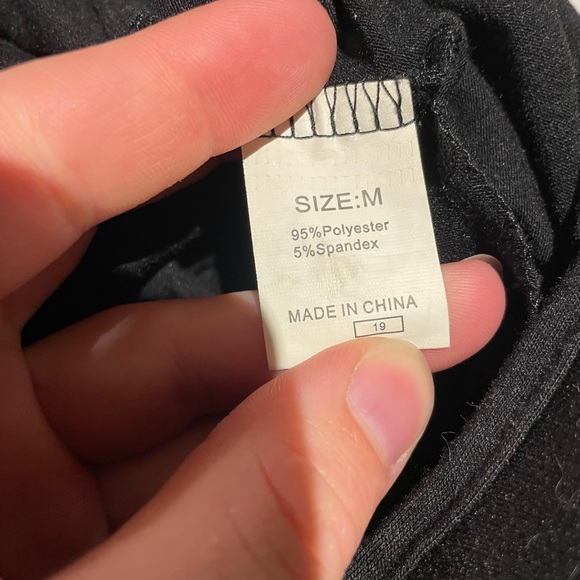 SIZE:M
95%Polyester
5%Spandex
MADE IN CHINA
19